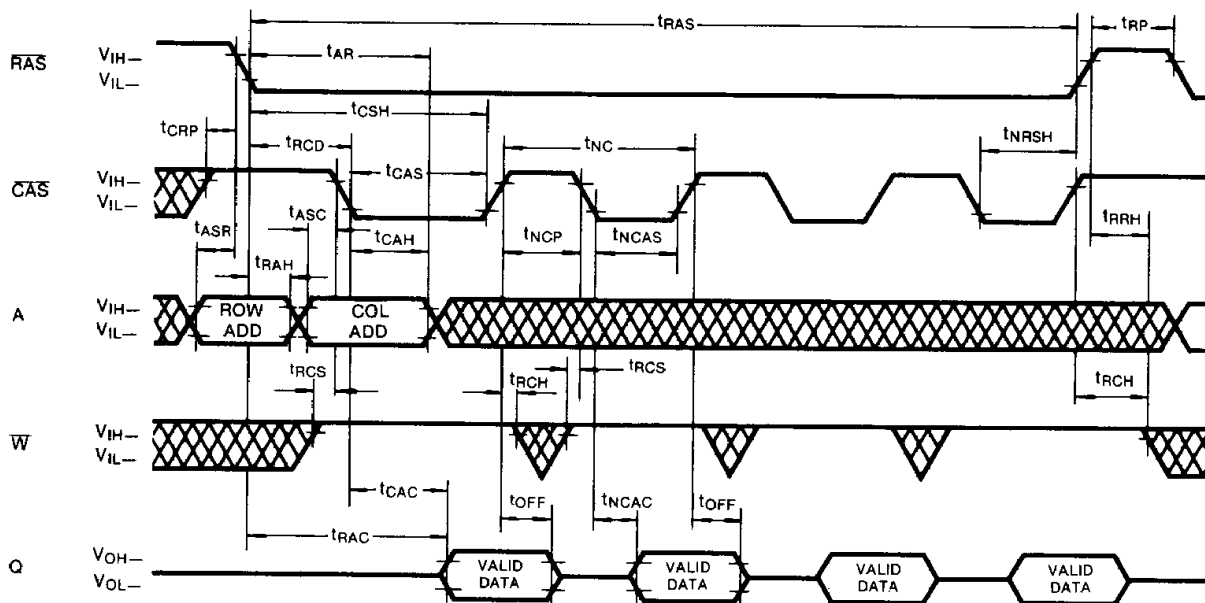 tRAS
tRP
tAR
RAS
VIH
VIL
tCSH
tCRP
tRCD
tNC
tNRSH
tCAS
CAS
VIH
VIL
tASC
tASR
tCAH
tNCP
tNCAS
tRRH
tRAH
A
VIH
VIL
ROW ADD
COL ADD
tRCS
tRCH
tRCS
tRCH
W
VIH
VIL
tCAC
tOFF
tNCAC
tOFF
tRAC
Q
VOH
VOL
VALID DATA
VALID DATA
VALID DATA
VALID DATA